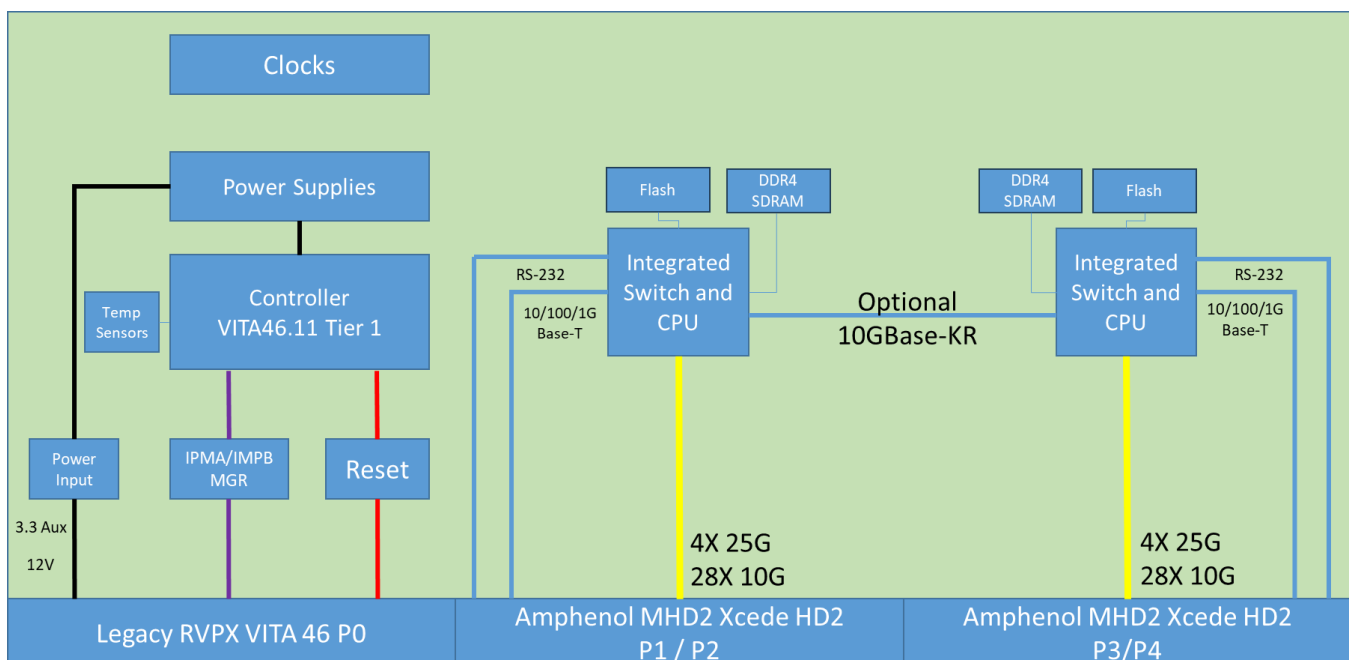 Clocks
Power Supplies
Controller
VITA46.11 Tier 1
Temp
Sensors
Power
Input
IPMA/IMPB
MGR
Reset
3.3 Aux
12V
Legacy RVPX VITA 46 P0
Flash
DDR4
SDRAM
Integrated
Switch and
CPU
RS-232
10/100/1G
Base-T
Optional
10GBase-KR
4X 25G
28X 10G
Amphenol MHD2 Xcede HD2
P1 / P2
DDR4
SDRAM
Flash
Integrated
Switch and
CPU
RS-232
10/100/1G
Base-T
4X 25G
28X 10G
Amphenol MHD2 Xcede HD2
P3/P4